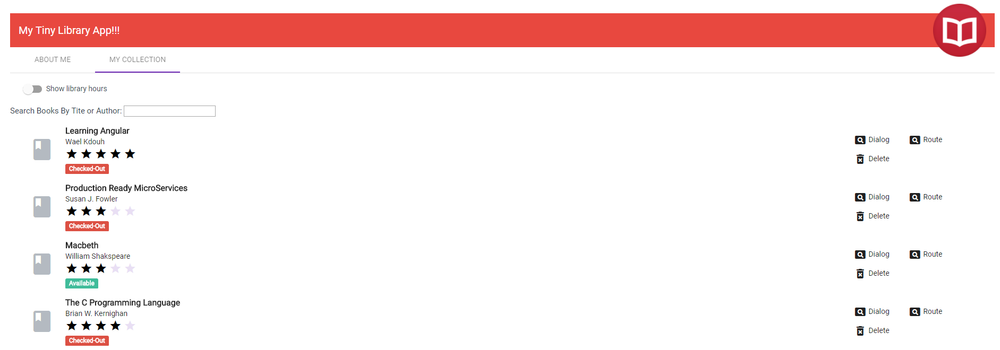 My Tiny Library App!!!
ABOUT ME MY COLLECTION
Show library hours
Search Books By Tite or Author:
Learning Angular
Wael Kdouh
Checked-Out
Dialog Route
Delete
Production Ready MicroServices
Susan J. Fowler
Checked-Out
Dialog Route
Delete
Macbeth
William Shakspeare
Available
Dialog Route
Delete
The C Programming Language
Brian W. Kernighan
Checked-Out
Dialog Route
Delete